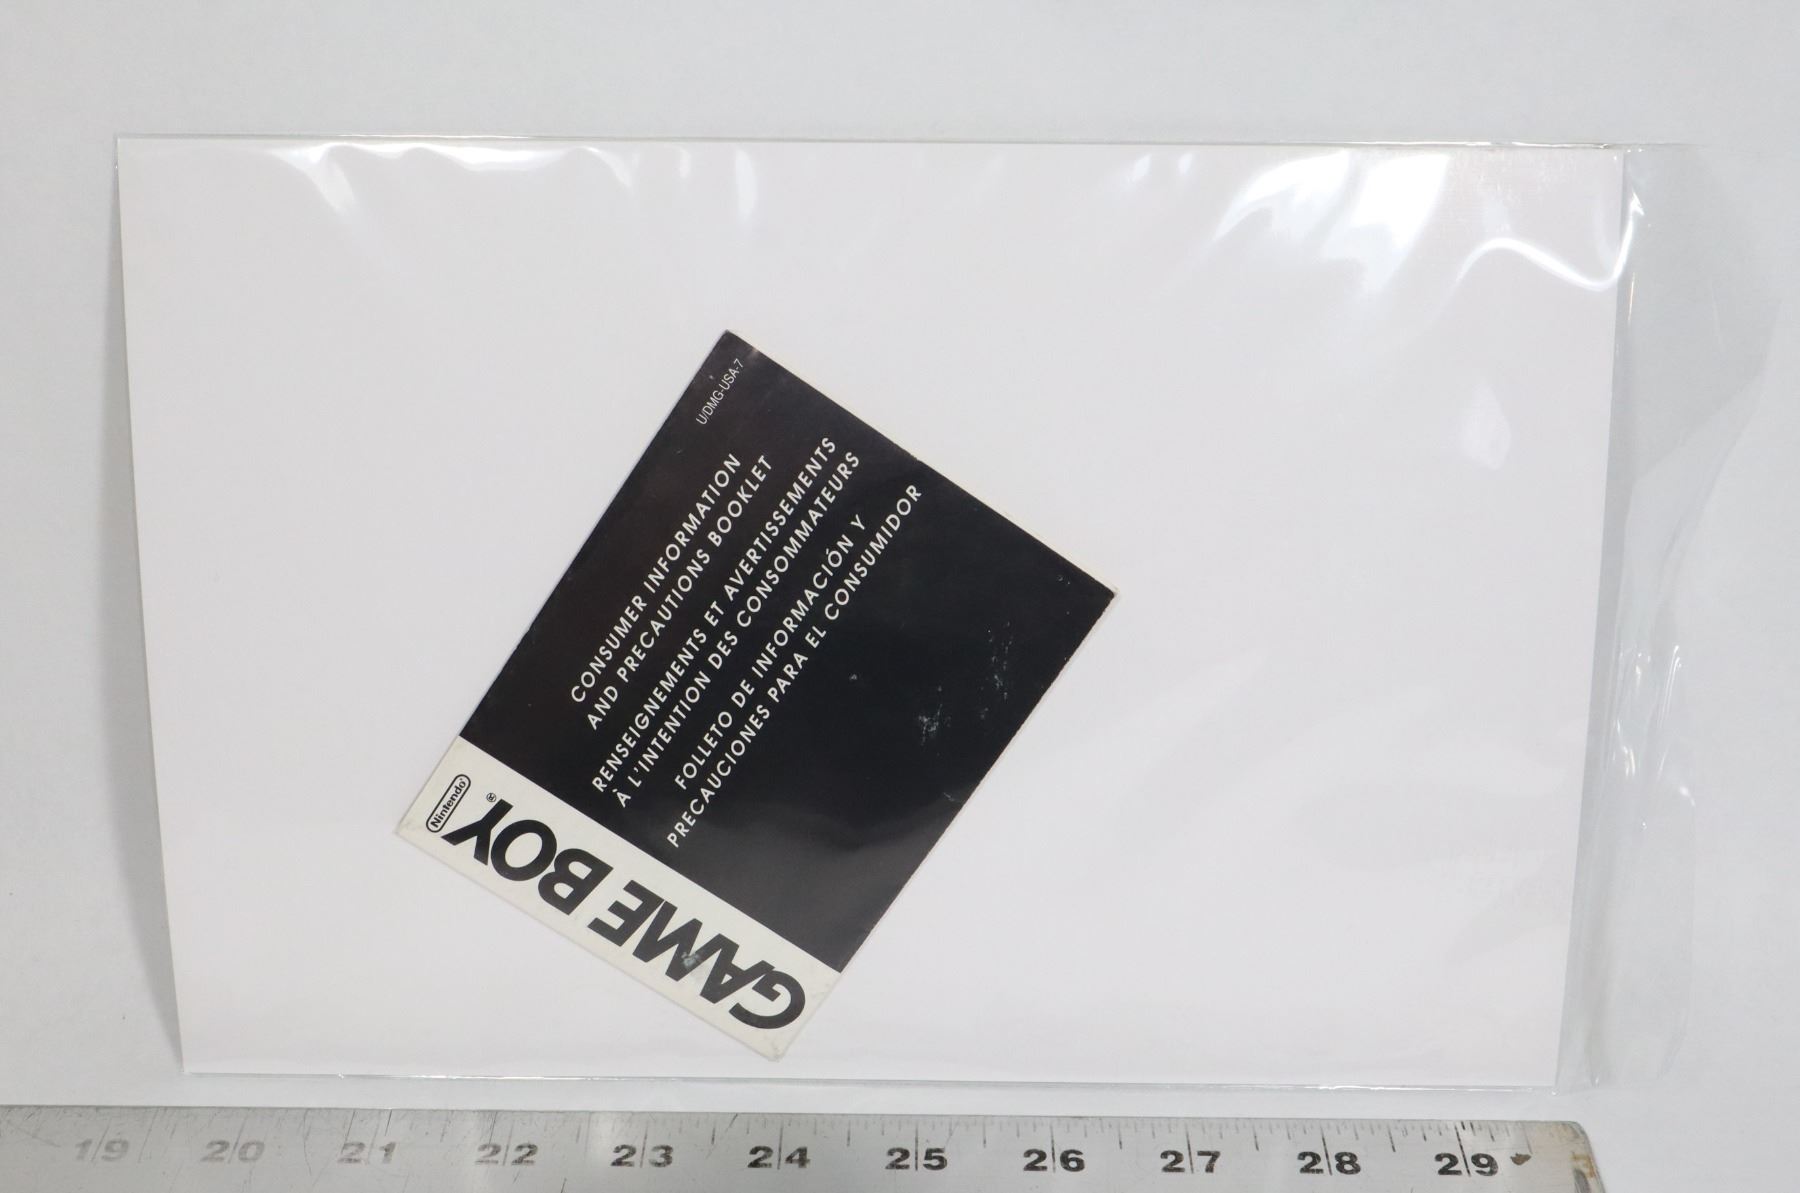 U/DMG-USA-7
CONSUMER INFORMATION
AND PRECAUTIONS BOOKLET
RENSEIGNEMENTS ET AVERTISSEMENTS
À L'INTENTION DES CONSOMMATEURS
FOLLETO DE INFORMACIÓN Y
PRECAUCIONES PARA EL CONSUMIDOR
Nintendo®
GAME BOY®
19 20 21 22 23 24 25 26 27 28 29